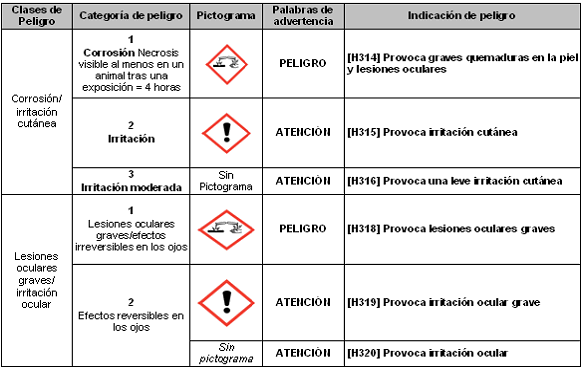 Clases de
Peligro
Categoría de peligro
Pictograma
Palabras de
advertencia
Indicación de peligro
Corrosión/
irritación
cutánea
1
Corrosión Necrosis
visible al menos en un
animal tras una
exposición = 4 horas
PELIGRO
[H314] Provoca graves quemaduras en la piel
y lesiones oculares
2
Irritación
ATENCIÓN
[H315] Provoca irritación cutánea
3
Irritación moderada
Sin
Pictograma
ATENCIÓN
[H316] Provoca una leve irritación cutánea
Lesiones
oculares
graves/
irritación
ocular
1
Lesiones oculares
graves/efectos
irreversibles en los ojos
PELIGRO
[H318] Provoca lesiones oculares graves
2
Efectos reversibles en
los ojos
ATENCIÓN
[H319] Provoca irritación ocular grave
Sin
pictograma
ATENCIÓN
[H320] Provoca irritación ocular